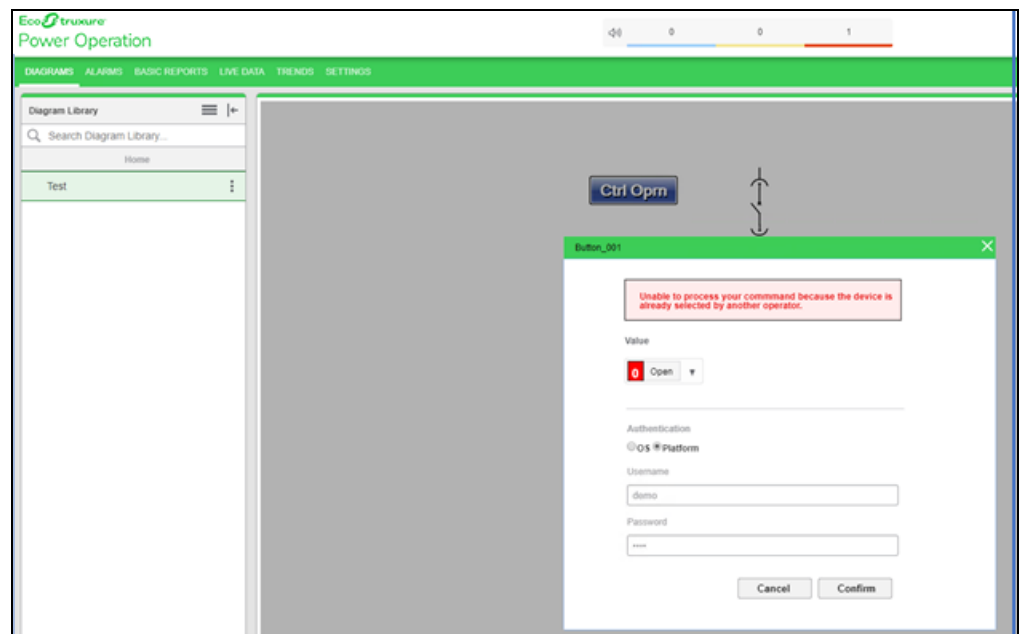 EcoStruxure
Power Operation
0 0 1
DIAGRAMS ALARMS BASIC REPORTS LIVE DATA TRENDS SETTINGS
Diagram Library
Search Diagram Library...
Home
Test
Ctrl Oprn
Button_001
Unable to process your commmand because the device is
already selected by another operator.
Value
0 Open
Authentication
OS Platform
Username
demo
Password
····
Cancel Confirm